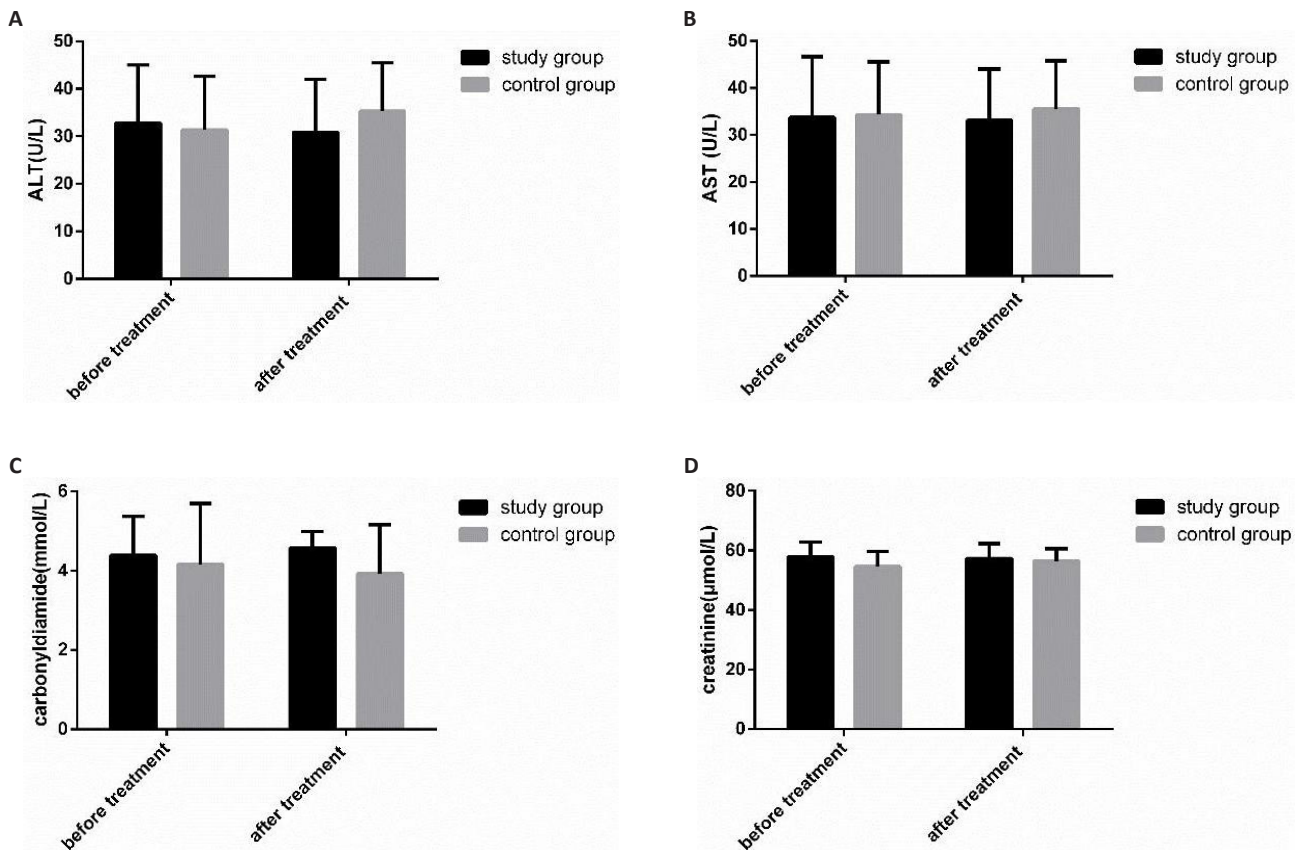 A
50
40
30
20
10
0
ALT(U/L)
study group
control group
before treatment
after treatment
B
50
40
30
20
10
0
AST (U/L)
study group
control group
before treatment
after treatment
C
6
4
2
0
carbonyldiamide(mmol/L)
study group
control group
before treatment
after treatment
D
80
60
40
20
0
creatinine(μmol/L)
study group
control group
before treatment
after treatment